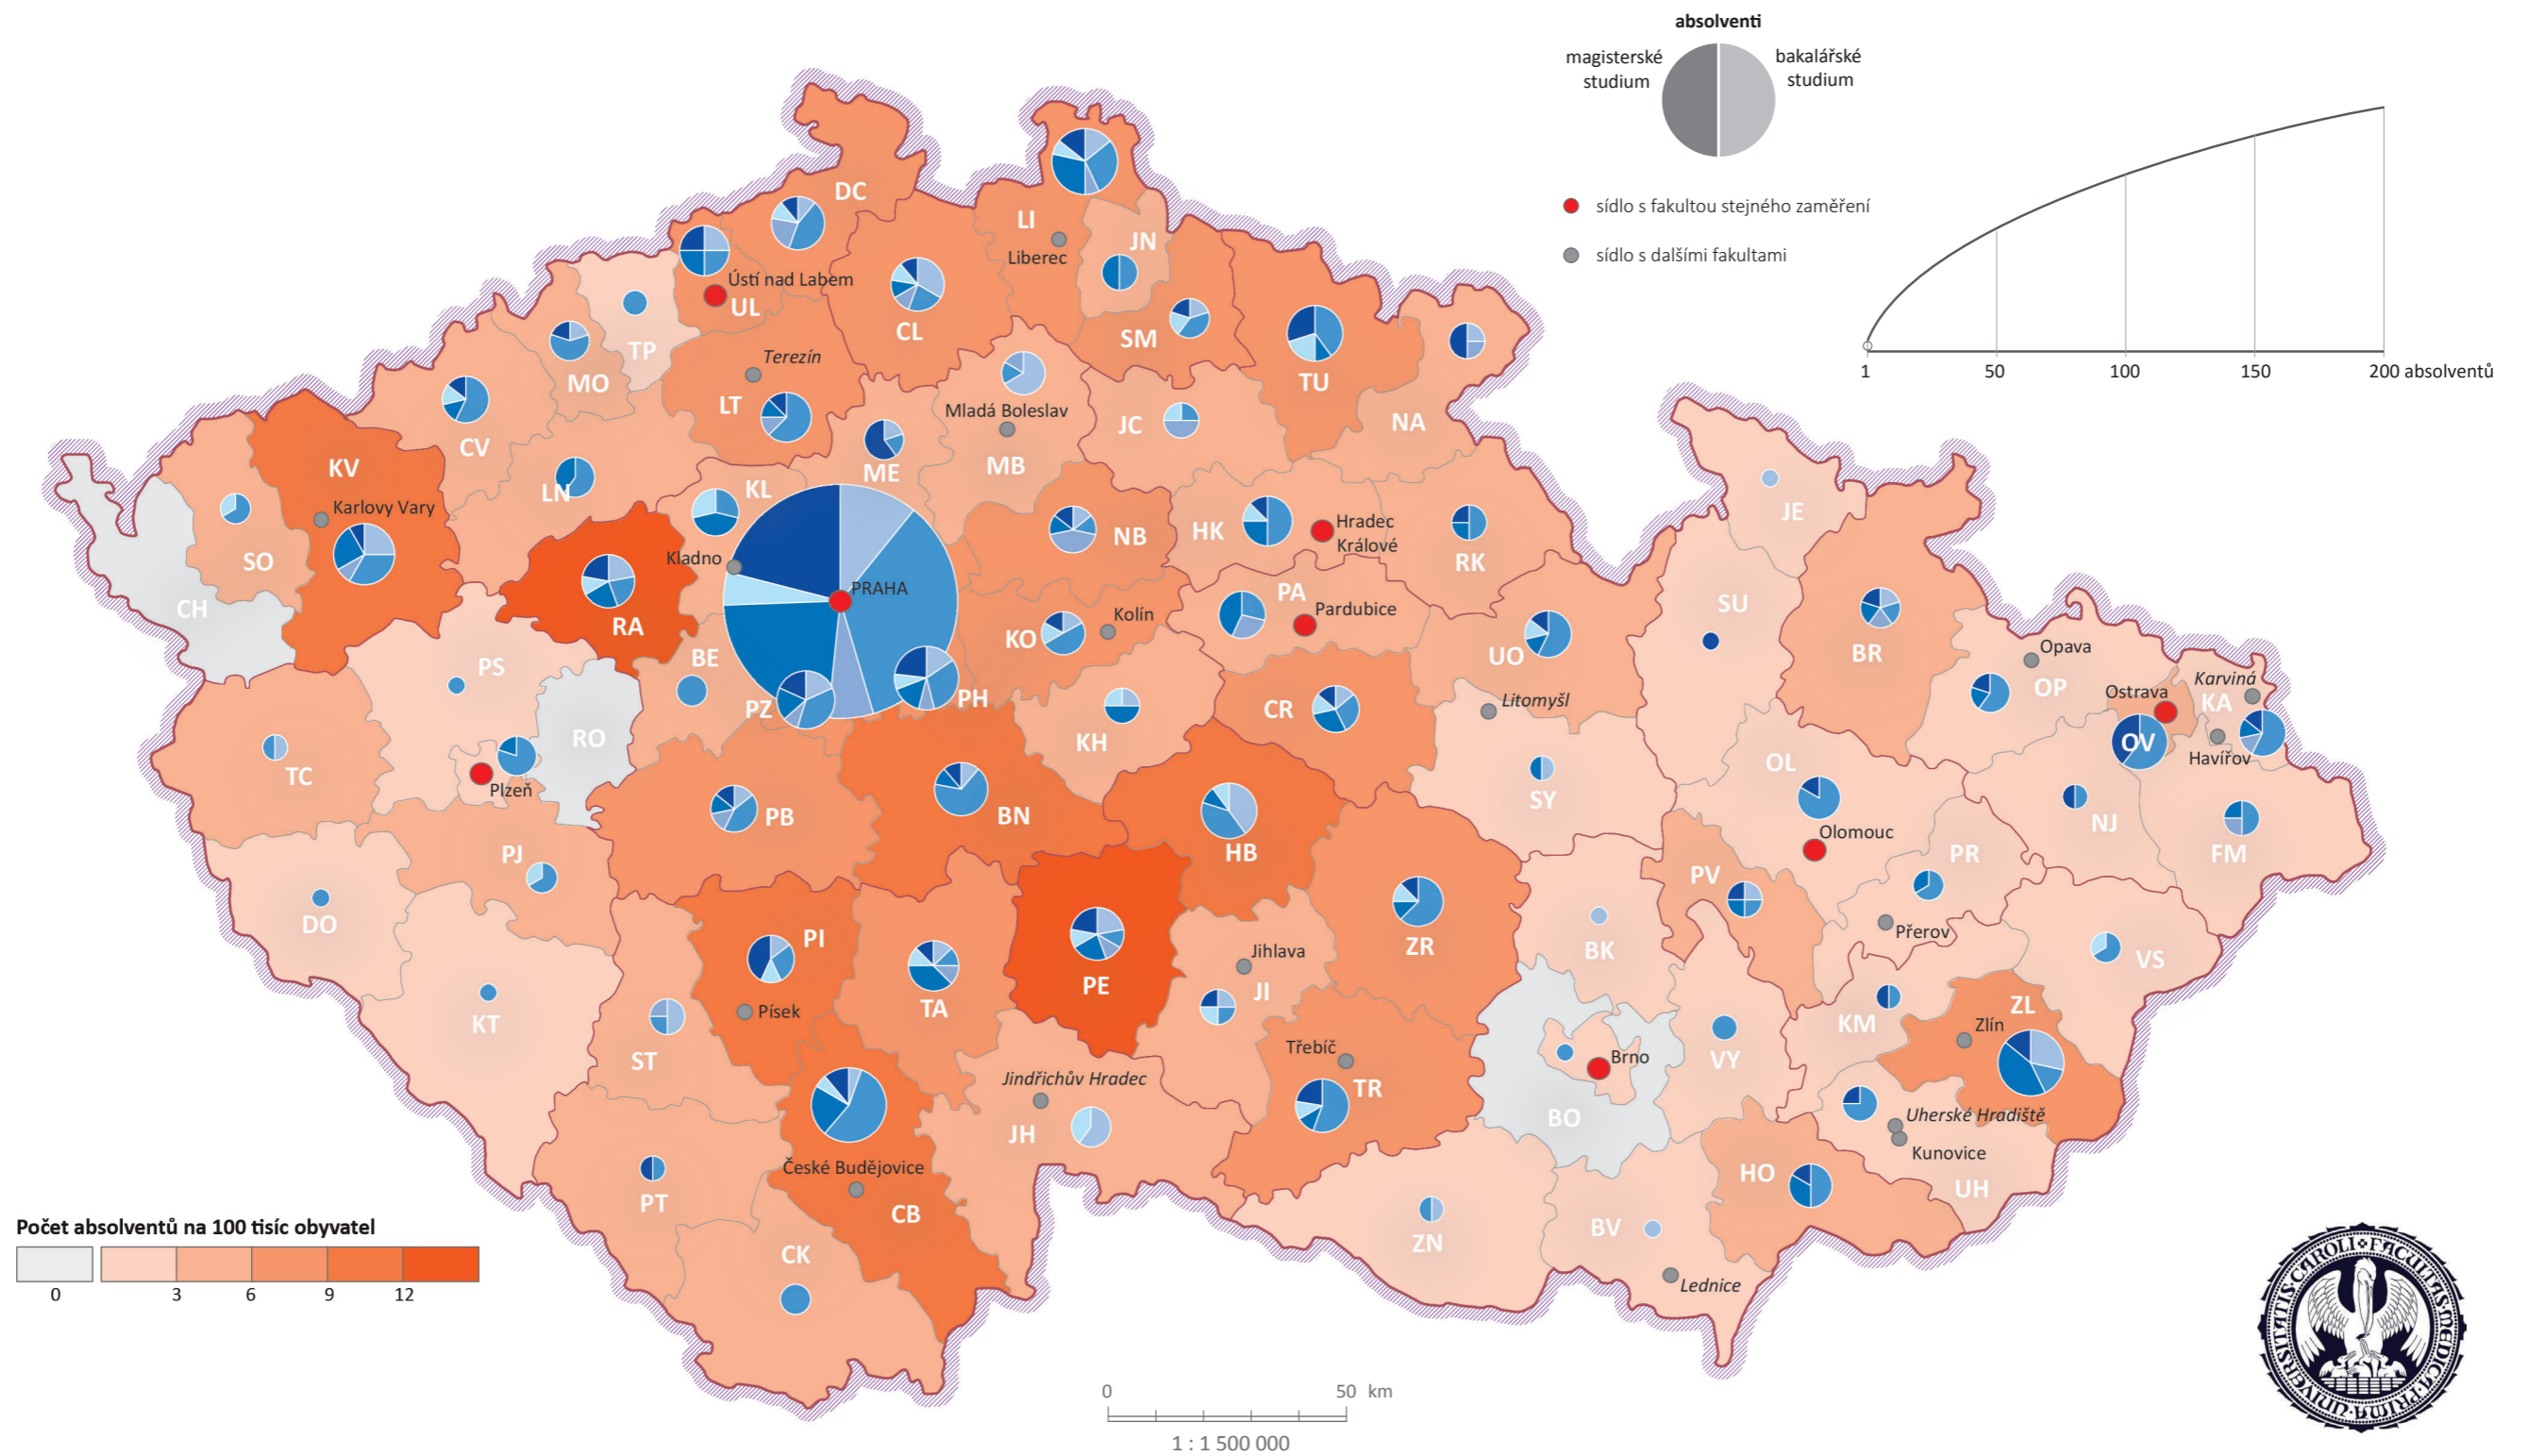 absolventi
magisterské
studium
bakalářské
studium
sídlo s fakultou stejného zaměření
sídlo s dalšími fakultami
1
50
100
150
200 absolventů
DC
LI
Liberec
JN
Ústí nad Labem
UL
CL
SM
TU
TP
MO
Terezín
LT
Mladá Boleslav
MB
JC
NA
CV
ME
KV
Karlovy Vary
LN
KL
Kladno
NB
HK
Hradec
Králové
RK
JE
SO
CH
RA
PRAHA
PA
Pardubice
KO
Kolín
UO
SU
BR
Opava
OP
Ostrava
OV
Karviná
KA
Havířov
PS
BE
PZ
PH
RO
CR
Litomyšl
KH
TC
Plzeň
SY
OL
Olomouc
NJ
FM
PB
BN
HB
PJ
PV
PR
Přerov
DO
PI
Písek
TA
PE
ZR
Jihlava
JI
BK
VS
KT
ST
Třebíč
TR
Brno
BO
VY
KM
ZL
Zlín
Jindřichův Hradec
JH
Uherské Hradiště
Kunovice
UH
České Budějovice
CB
PT
HO
ZN
BV
Lednice
CK
Počet absolventů na 100 tisíc obyvatel
0
3
6
9
12
0
50 km
1 : 1 500 000
UNIVERSITATIS·CAROLI·FACULTAS·MEDICA·PRIMA